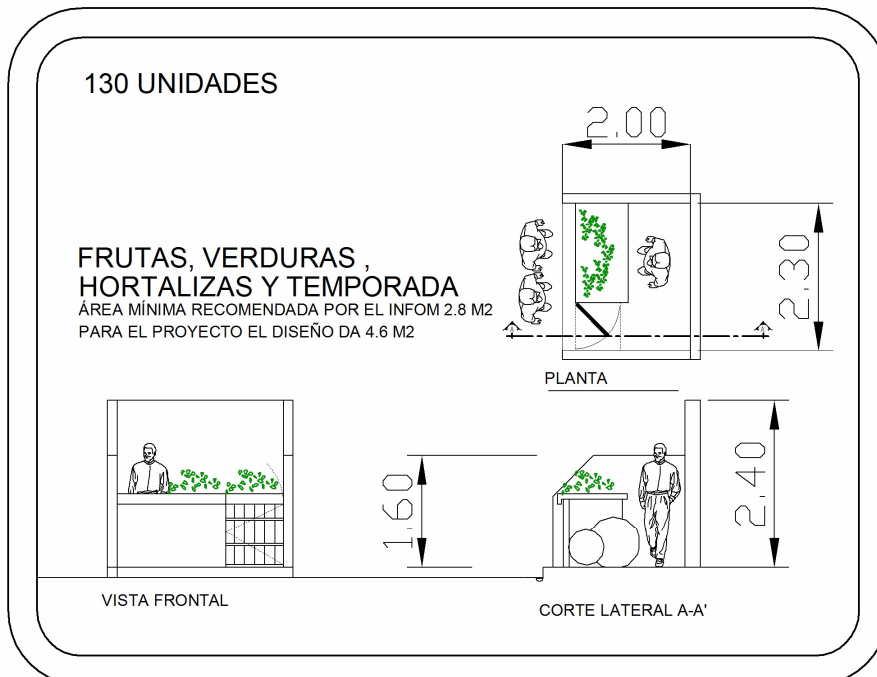 130 UNIDADES
2.00
FRUTAS, VERDURAS ,
HORTALIZAS Y TEMPORADA
ÁREA MÍNIMA RECOMENDADA POR EL INFOM 2.8 M2
PARA EL PROYECTO EL DISEÑO DA 4.6 M2
2.30
PLANTA
1.60
2.40
VISTA FRONTAL
CORTE LATERAL A-A'